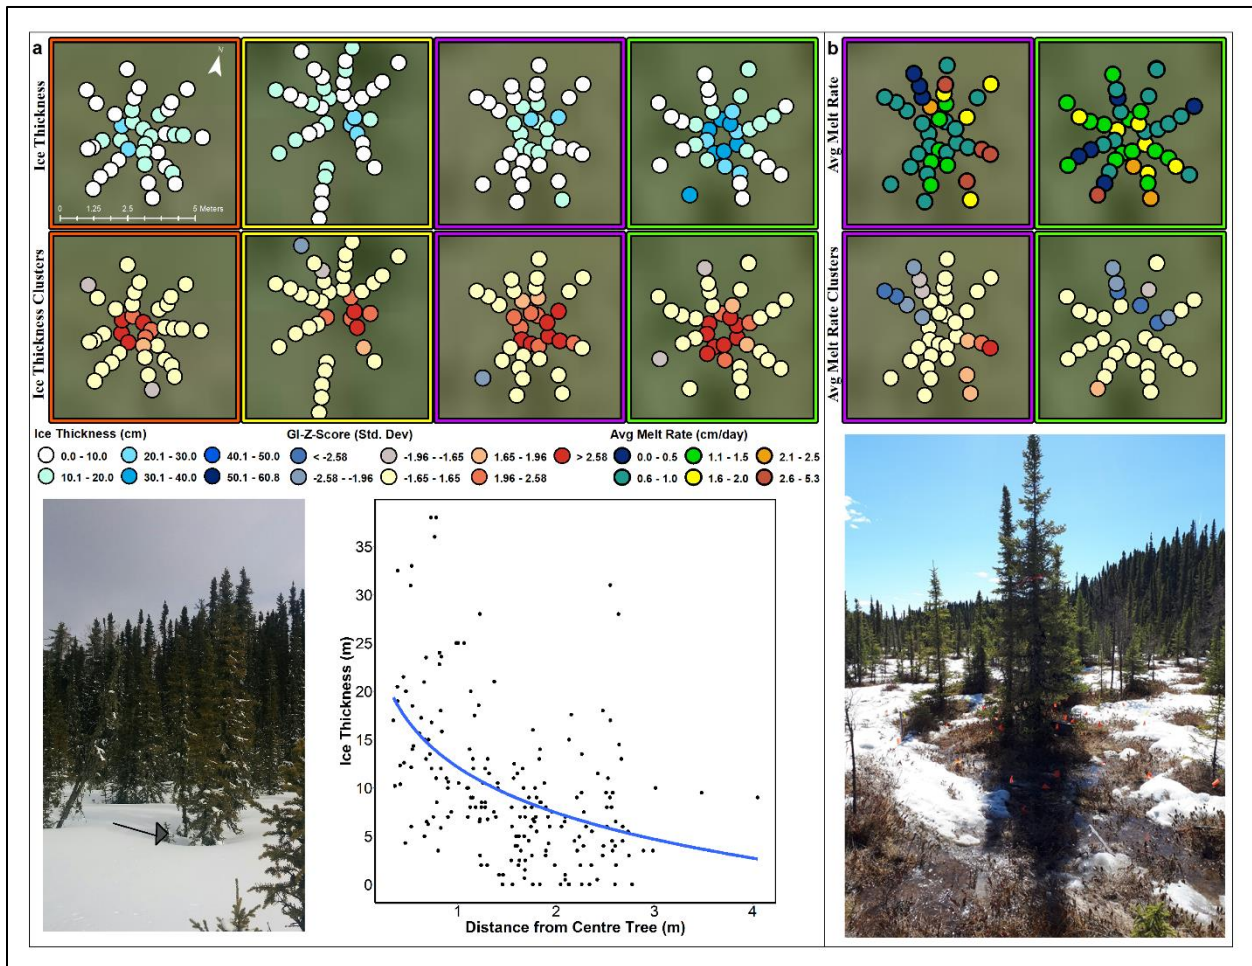 a
b
N
Ice Thickness
Avg Melt Rate
0 1.25 2.5 5 Meters
Ice Thickness Clusters
Avg Melt Rate Clusters
Ice Thickness (cm)
0.0 - 10.0
20.1 - 30.0
40.1 - 50.0
10.1 - 20.0
30.1 - 40.0
50.1 - 60.8
GI-Z-Score (Std. Dev)
< -2.58
-1.96 - -1.65
1.65 - 1.96
> 2.58
-2.58 - -1.96
-1.65 - 1.65
1.96 - 2.58
Avg Melt Rate (cm/day)
0.0 - 0.5
1.1 - 1.5
2.1 - 2.5
0.6 - 1.0
1.6 - 2.0
2.6 - 5.3
Ice Thickness (m)
35
30
25
20
15
10
5
0
1 2 3 4
Distance from Centre Tree (m)